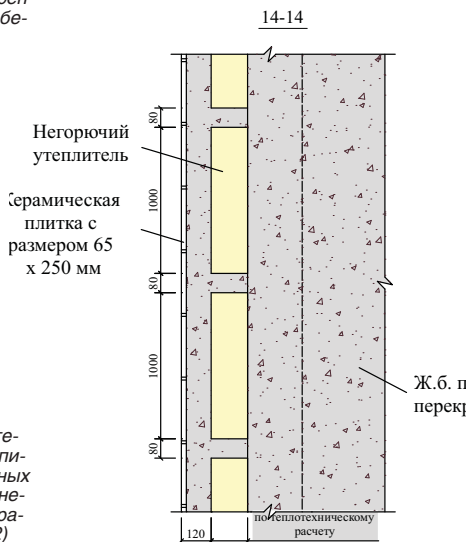 14-14
бе-
80
Негорючий
утеплитель
1000
Керамическая
плитка с
размером 65
х 250 мм
80
1000
Ж.б.
80
120
по теплотехническому
расчету